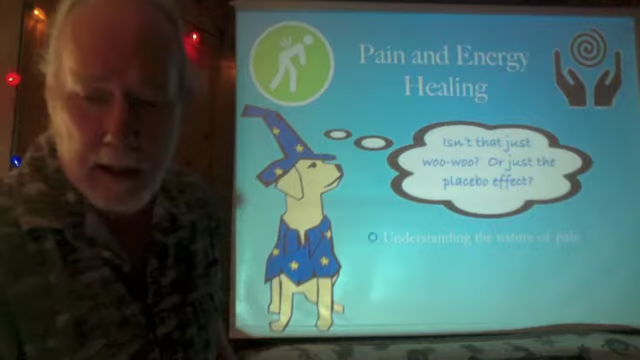 Pain and Energy
Healing
Isn't that just
woo-woo? Or just the
placebo effect?
Understanding the nature of pain